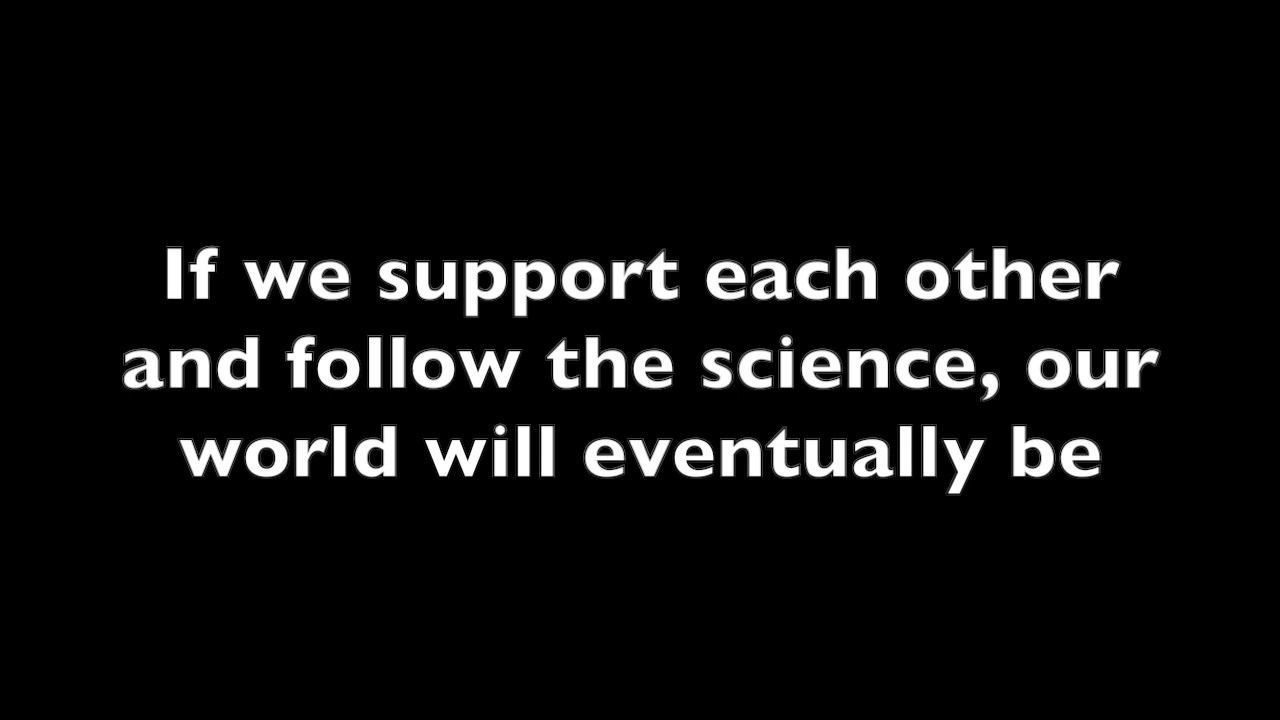 If we support each other
and follow the science, our
world will eventually be